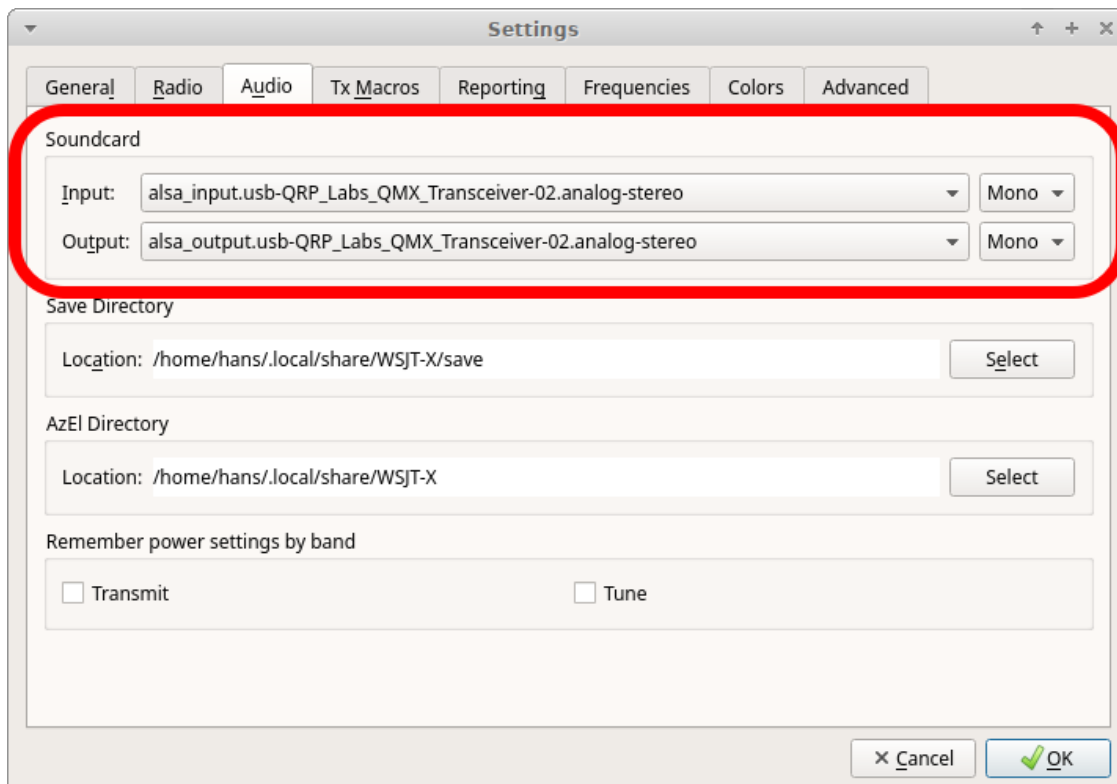 Settings
General Radio Audio Tx Macros Reporting Frequencies Colors Advanced
Soundcard
Input: alsa_input.usb-QRP_Labs_QMX_Transceiver-02.analog-stereo Mono
Output: alsa_output.usb-QRP_Labs_QMX_Transceiver-02.analog-stereo Mono
Save Directory
Location: /home/hans/.local/share/WSJT-X/save Select
AzEl Directory
Location: /home/hans/.local/share/WSJT-X Select
Remember power settings by band
Transmit Tune
Cancel OK